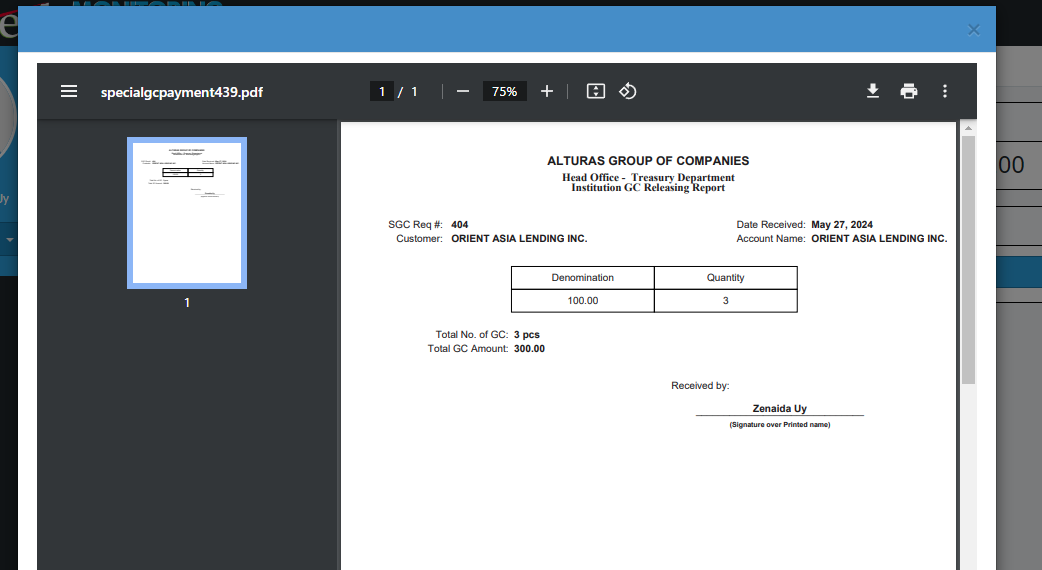 MONITORING
specialgcpayment439.pdf
1 / 1
75%
1
ALTURAS GROUP OF COMPANIES
Head Office - Treasury Department
Institution GC Releasing Report
SGC Req #: 404
Date Received: May 27, 2024
Customer: ORIENT ASIA LENDING INC.
Account Name: ORIENT ASIA LENDING INC.
Denomination Quantity
100.00 3
Total No. of GC: 3 pcs
Total GC Amount: 300.00
Received by:
Zenaida Uy
(Signature over Printed name)
00